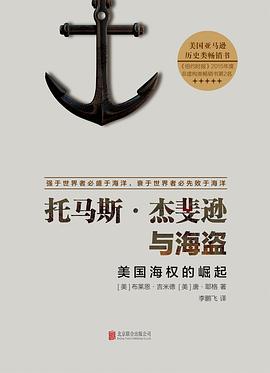 美国亚马逊
历史类畅销书
《纽约时报》2015年度
非虚构类畅销书第2名
★★★★★
强于世界者必盛于海洋，衰于世界者必先败于海洋
托马斯·杰斐逊
与海盗
美国海权的崛起
[美] 布莱恩·吉米德 [美] 唐·耶格 著
李鹏飞 译
北京联合出版公司